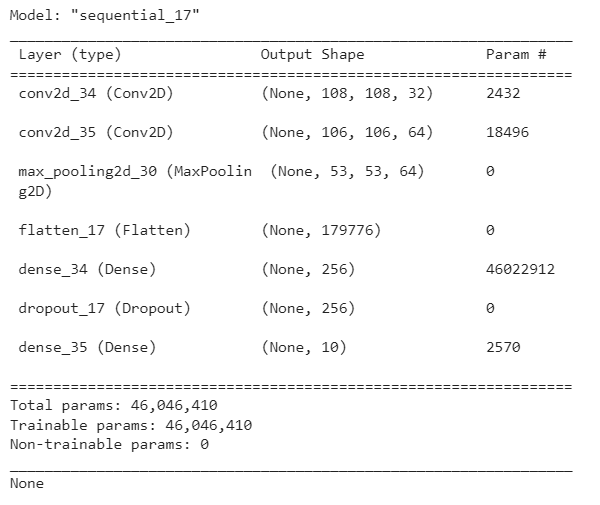 Model: "sequential_17"
_________________________________________________________________
Layer (type) Output Shape Param #
=================================================================
conv2d_34 (Conv2D) (None, 108, 108, 32) 2432
conv2d_35 (Conv2D) (None, 106, 106, 64) 18496
max_pooling2d_30 (MaxPoolin (None, 53, 53, 64) 0
g2D)
flatten_17 (Flatten) (None, 179776) 0
dense_34 (Dense) (None, 256) 46022912
dropout_17 (Dropout) (None, 256) 0
dense_35 (Dense) (None, 10) 2570
=================================================================
Total params: 46,046,410
Trainable params: 46,046,410
Non-trainable params: 0
_________________________________________________________________
None